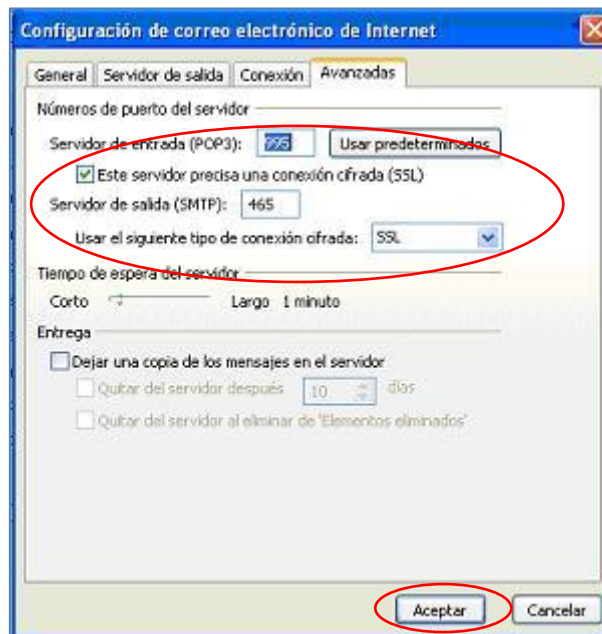 Configuración de correo electrónico de Internet
General Servidor de salida Conexión Avanzadas
Números de puerto del servidor
Servidor de entrada (POP3): 995 Usar predeterminados
Este servidor precisa una conexión cifrada (SSL)
Servidor de salida (SMTP): 465
Usar el siguiente tipo de conexión cifrada: SSL
Tiempo de espera del servidor
Corto Largo 1 minuto
Entrega
Dejar una copia de los mensajes en el servidor
Quitar del servidor después 10 días
Quitar del servidor al eliminar de 'Elementos eliminados'
Aceptar Cancelar